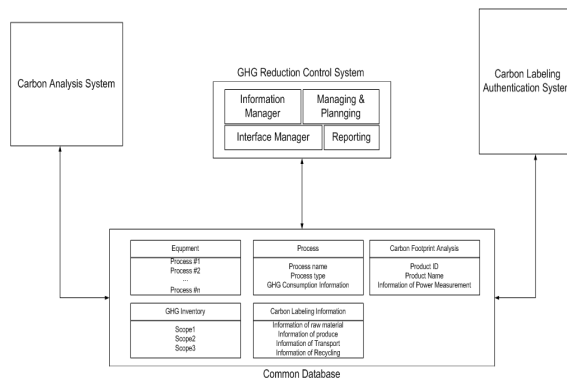 Carbon Analysis System
GHG Reduction Control System
Information
Manager
Managing &
Plannging
Interface Manager
Reporting
Carbon Labeling
Authentication System
Equpment
Process #1
Process #2
...
Process #n
Process
Process name
Process type
GHG Consumption Information
Carbon Footprint Analysis
Product ID
Product Name
Information of Power Measurement
GHG Inventory
Scope1
Scope2
Scope3
Carbon Labeling Information
Information of raw material
Information of produce
Information of Transport
Information of Recycling
Common Database